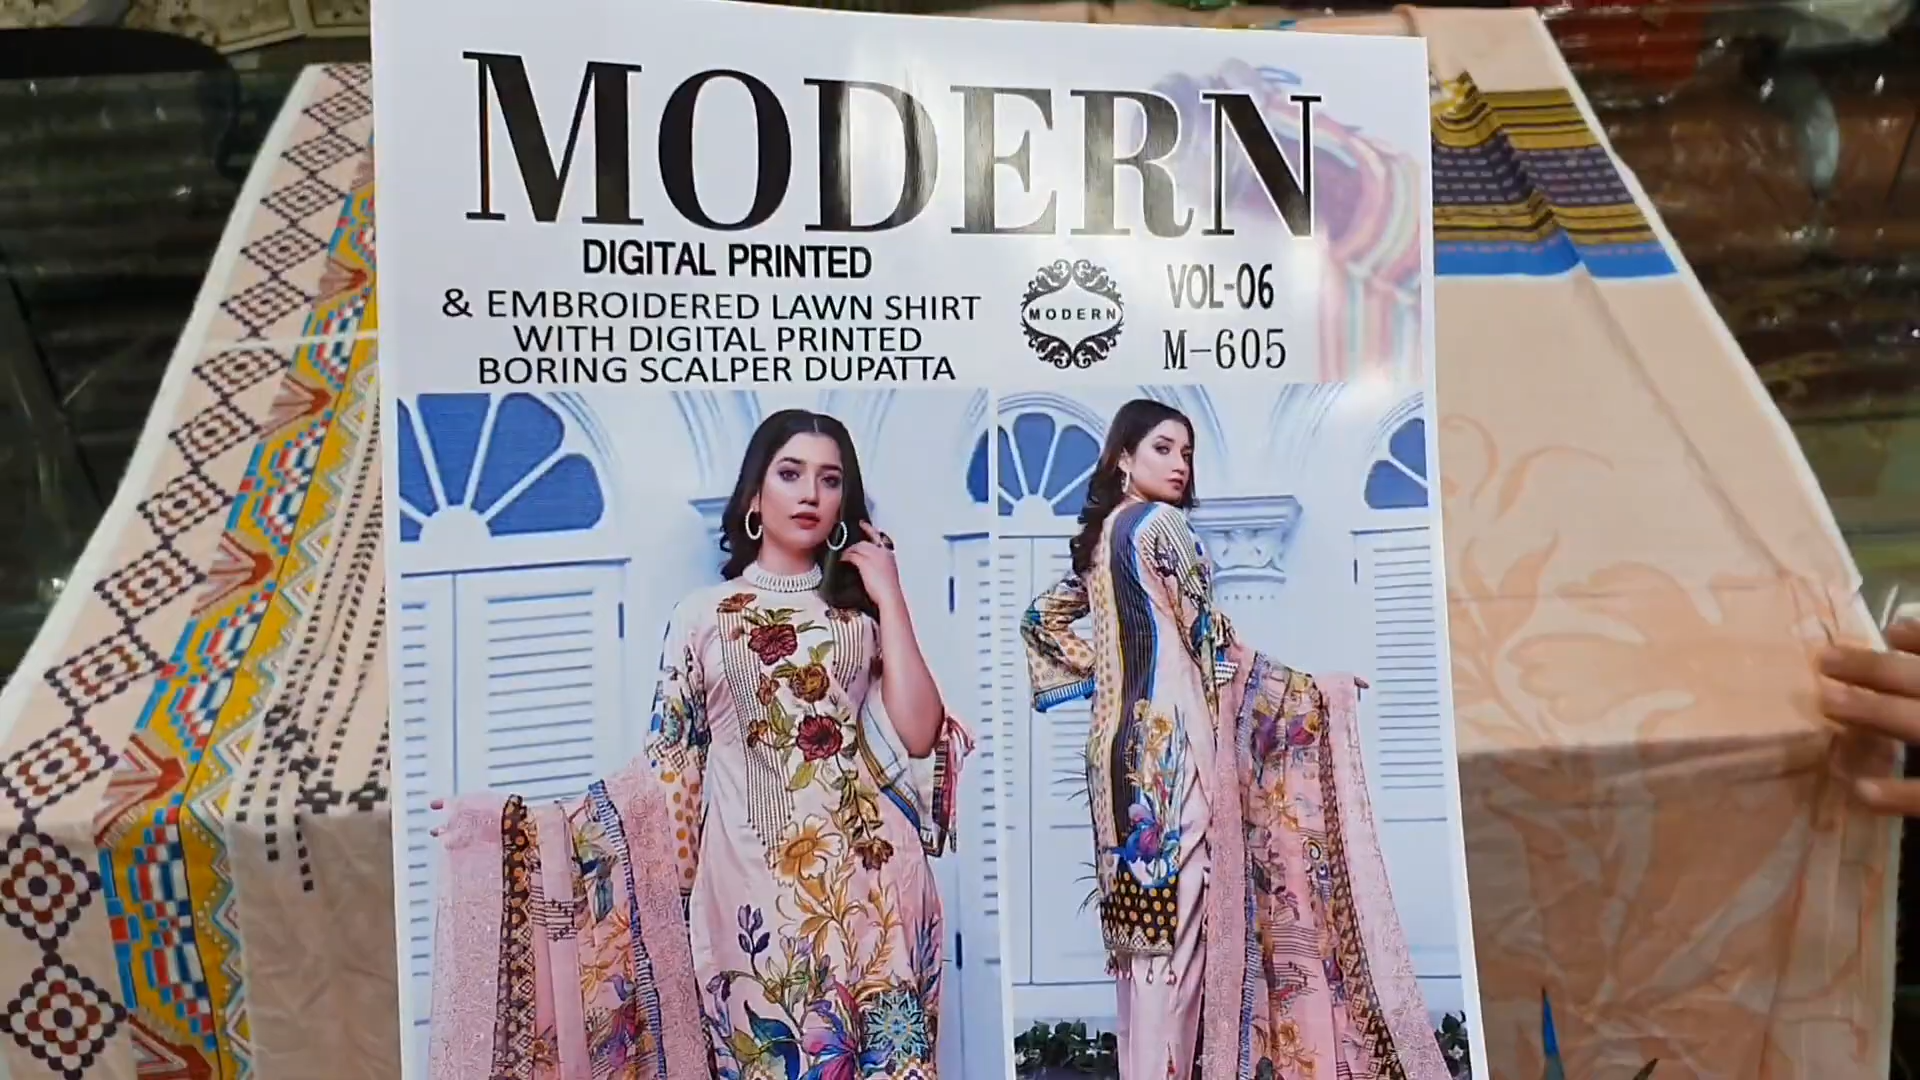 MODERN
DIGITAL PRINTED
& EMBROIDERED LAWN SHIRT
WITH DIGITAL PRINTED
BORING SCALPER DUPATTA
MODERN
VOL-06
M-605